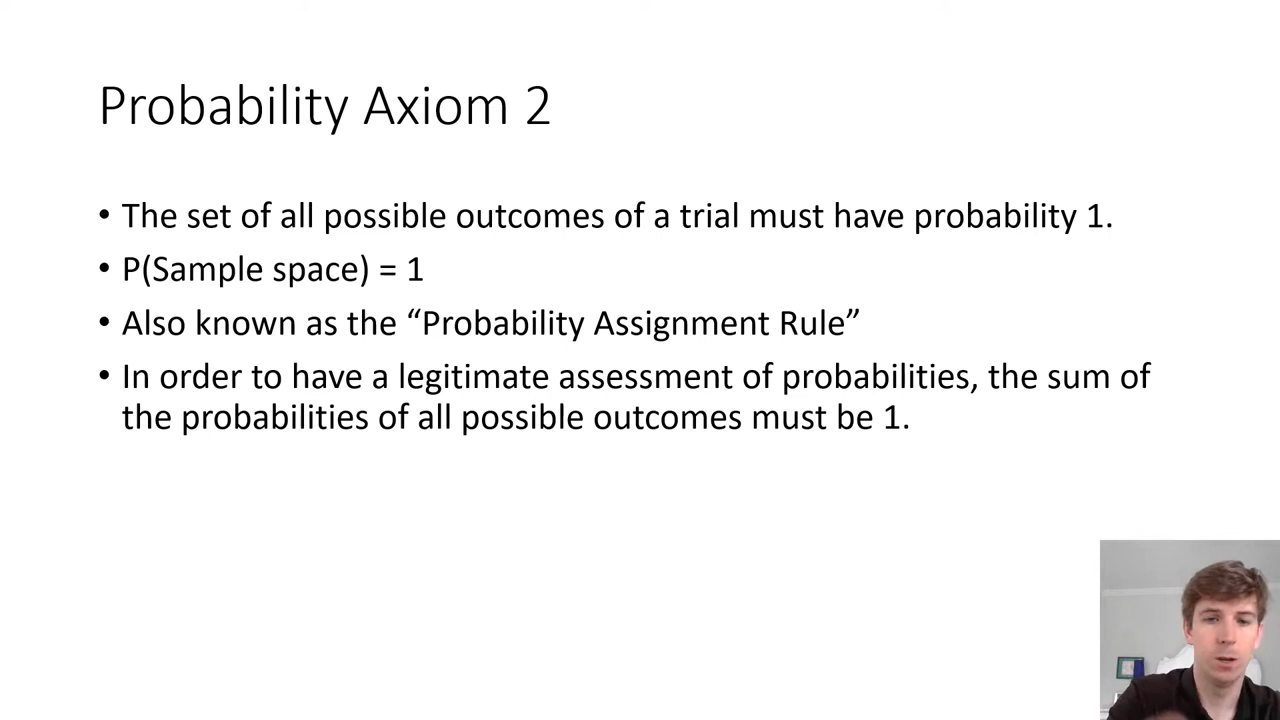 Probability Axiom 2
• The set of all possible outcomes of a trial must have probability 1.
• P(Sample space) = 1
• Also known as the “Probability Assignment Rule”
• In order to have a legitimate assessment of probabilities, the sum of
the probabilities of all possible outcomes must be 1.